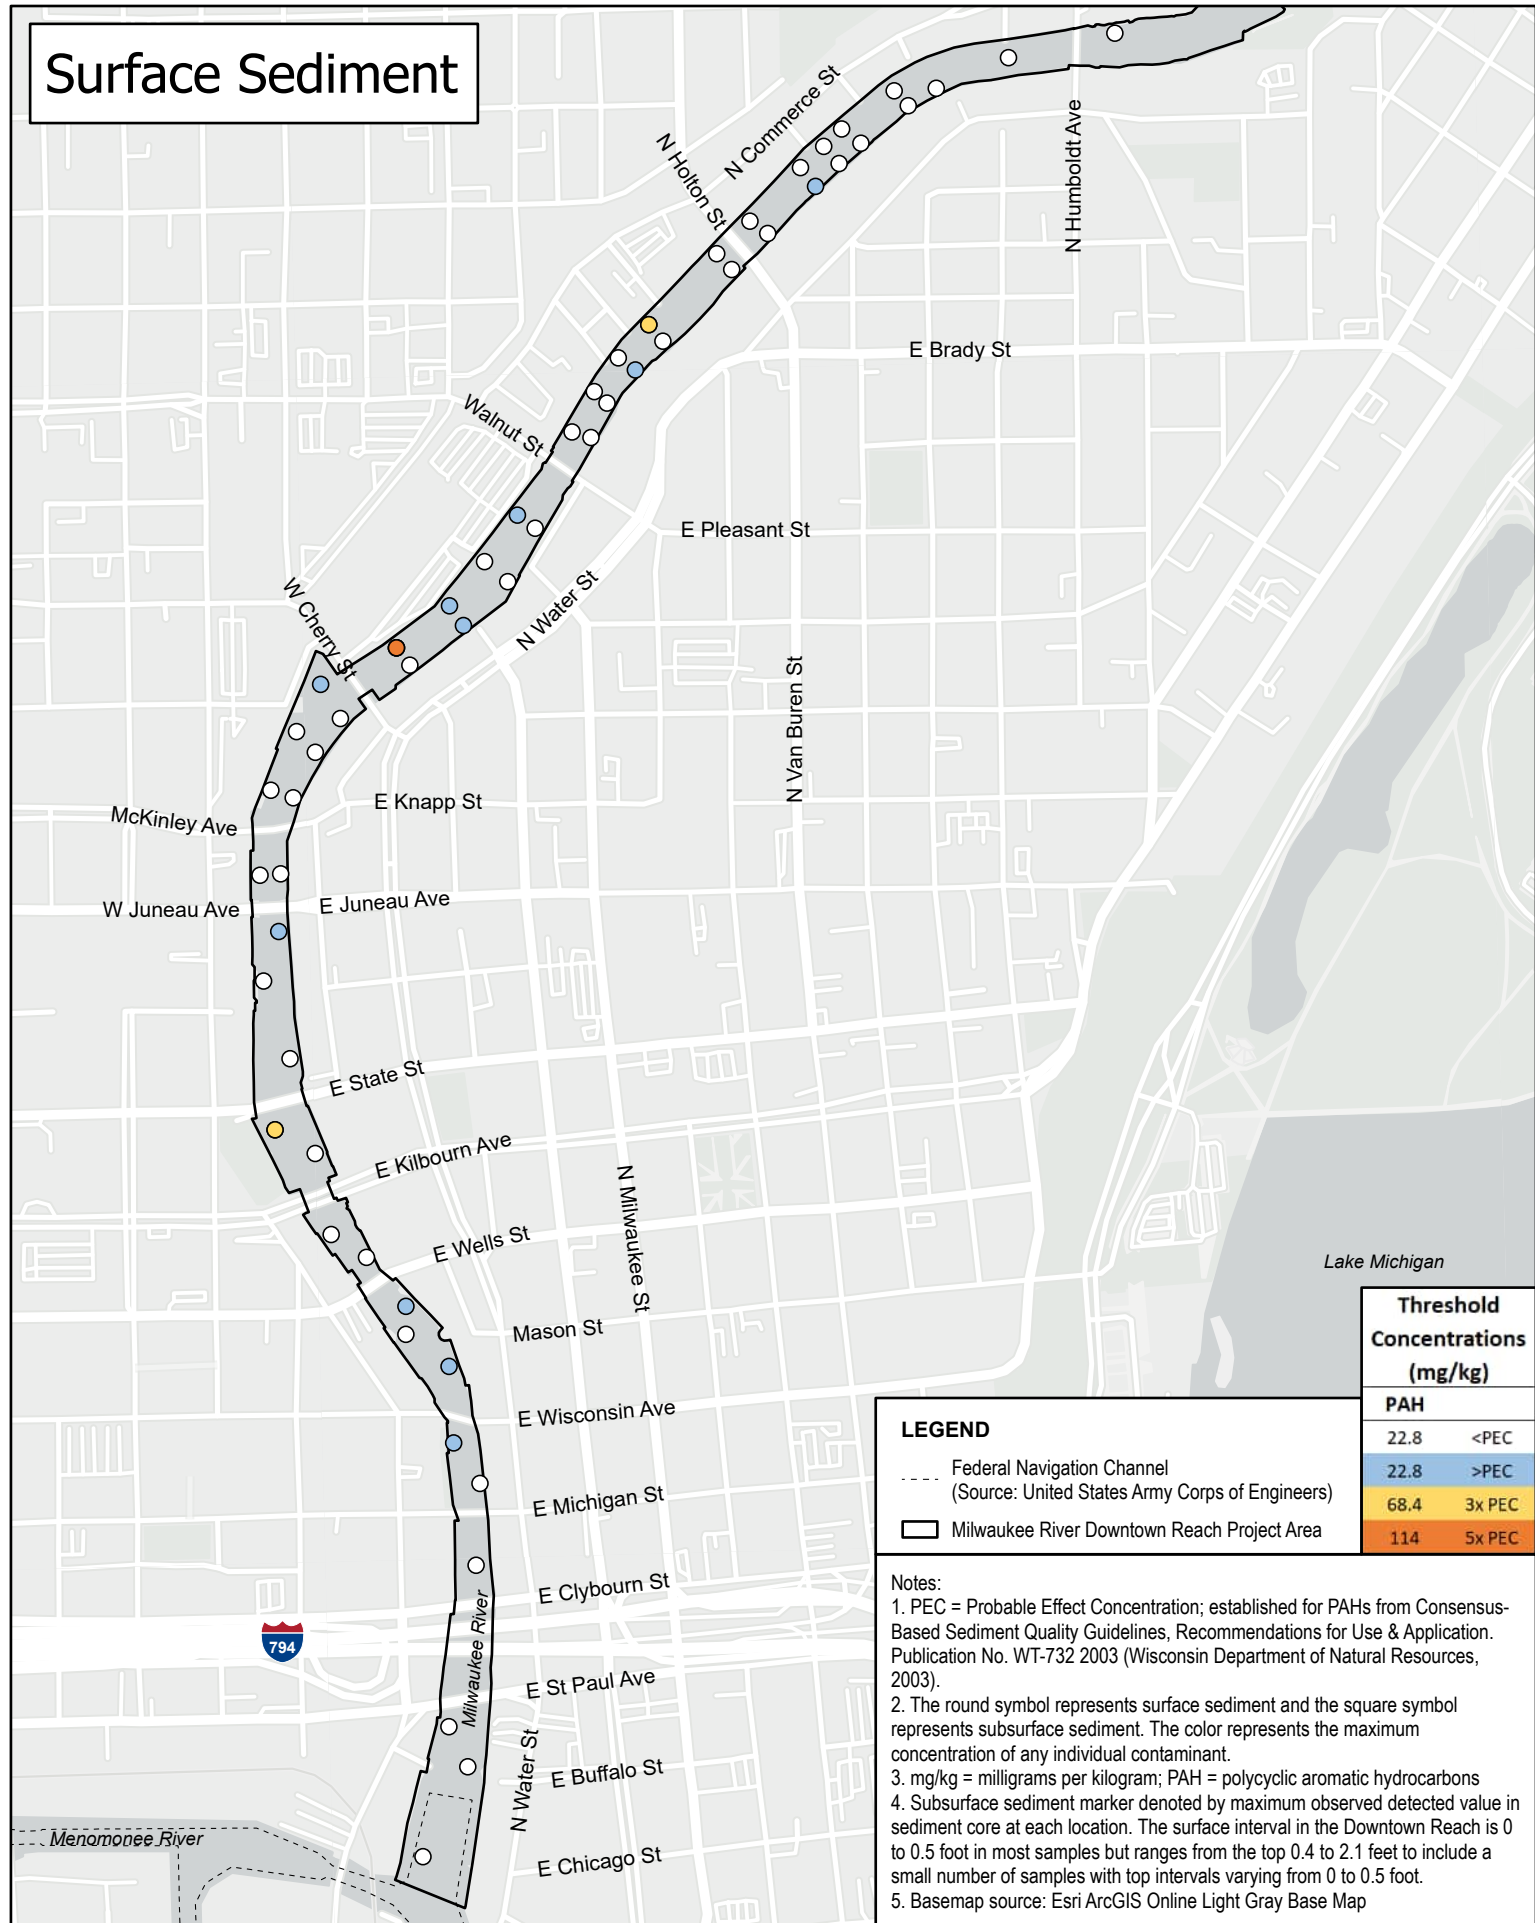 Surface Sediment
N Commerce St
N Holton St
N Humboldt Ave
E Brady St
Walnut St
E Pleasant St
W Cherry St
N Water St
N Van Buren St
McKinley Ave
E Knapp St
W Juneau Ave
E Juneau Ave
E State St
E Kilbourn Ave
N Milwaukee St
E Wells St
Mason St
Lake Michigan
E Wisconsin Ave
E Michigan St
E Clybourn St
794
Milwaukee River
E St Paul Ave
N Water St
E Buffalo St
Menomonee River
E Chicago St
Threshold
Concentrations
(mg/kg)
PAH
22.8 <PEC
22.8 >PEC
68.4 3x PEC
114 5x PEC
LEGEND
Federal Navigation Channel
(Source: United States Army Corps of Engineers)
Milwaukee River Downtown Reach Project Area
Notes:
1. PEC = Probable Effect Concentration; established for PAHs from Consensus-
Based Sediment Quality Guidelines, Recommendations for Use & Application.
Publication No. WT-732 2003 (Wisconsin Department of Natural Resources,
2003).
2. The round symbol represents surface sediment and the square symbol
represents subsurface sediment. The color represents the maximum
concentration of any individual contaminant.
3. mg/kg = milligrams per kilogram; PAH = polycyclic aromatic hydrocarbons
4. Subsurface sediment marker denoted by maximum observed detected value in
sediment core at each location. The surface interval in the Downtown Reach is 0
to 0.5 foot in most samples but ranges from the top 0.4 to 2.1 feet to include a
small number of samples with top intervals varying from 0 to 0.5 foot.
5. Basemap source: Esri ArcGIS Online Light Gray Base Map